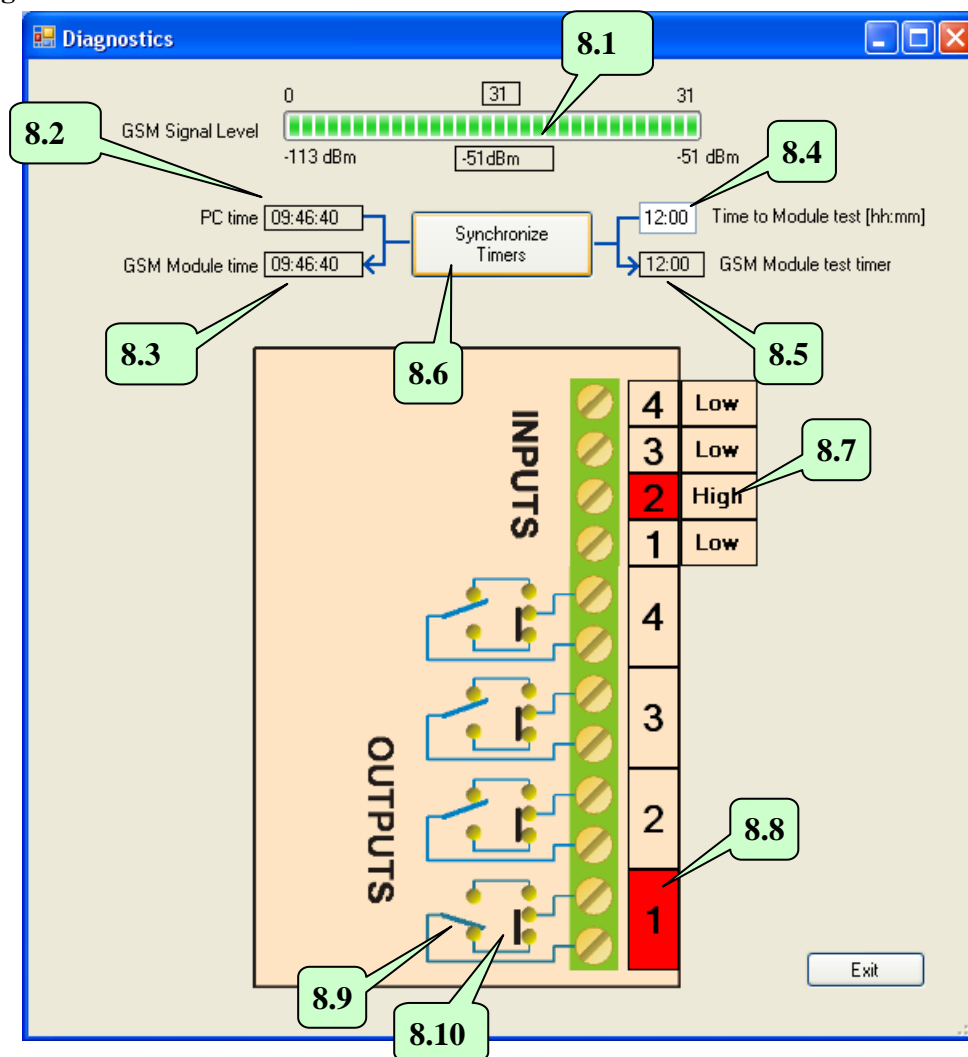 g
Diagnostics
8.1
0 31 31
8.2
GSM Signal Level
-113 dBm -51dBm -51 dBm
8.4
PC time 09:46:40
Synchronize
Timers
12:00 Time to Module test [hh:mm]
GSM Module time 09:46:40
12:00 GSM Module test timer
8.3
8.6
8.5
INPUTS
4 Low
3 Low
8.7
2 High
1 Low
4
3
OUTPUTS
2
8.8
1
8.9
8.10
Exit